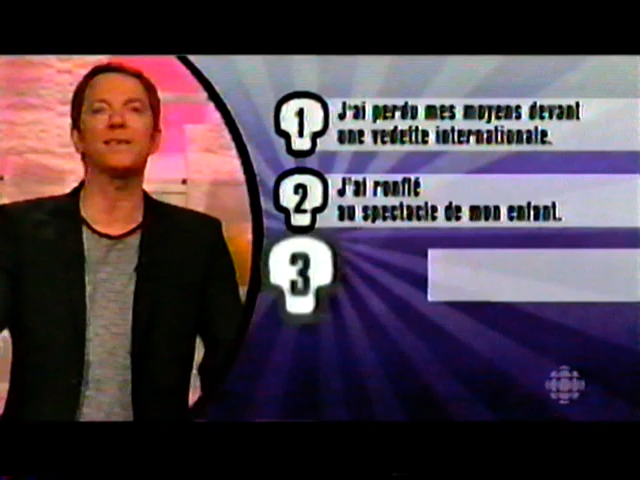 1
J'ai perdu mes moyens devant
une vedette internationale.
2
J'ai ronflé
au spectacle de mon enfant.
3